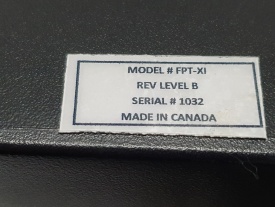 MODEL # FPT-XI
REV LEVEL B
SERIAL # 1032
MADE IN CANADA